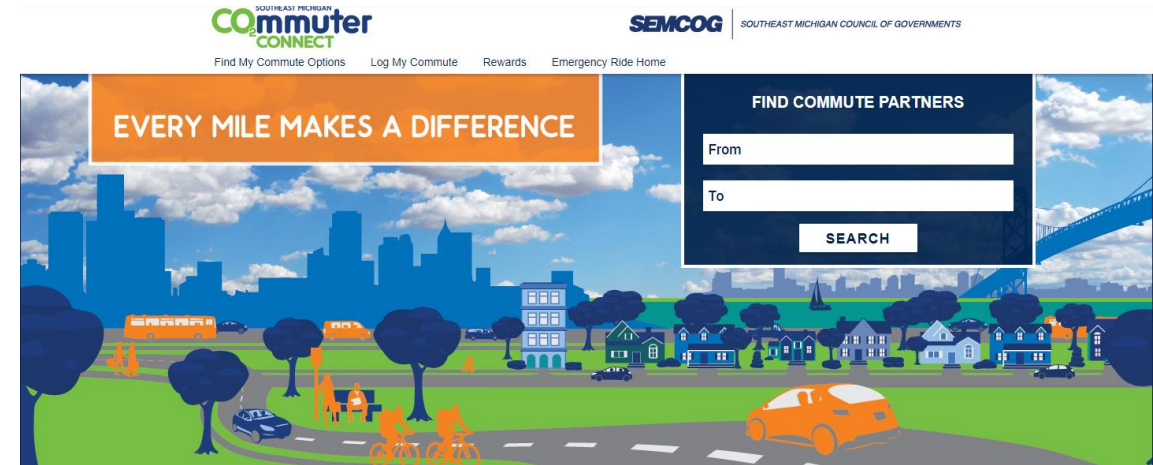 SOUTHEAST MICHIGAN
CO2mmuter
CONNECT
SEMCOG
SOUTHEAST MICHIGAN COUNCIL OF GOVERNMENTS
Find My Commute Options Log My Commute Rewards Emergency Ride Home
EVERY MILE MAKES A DIFFERENCE
FIND COMMUTE PARTNERS
From
To
SEARCH